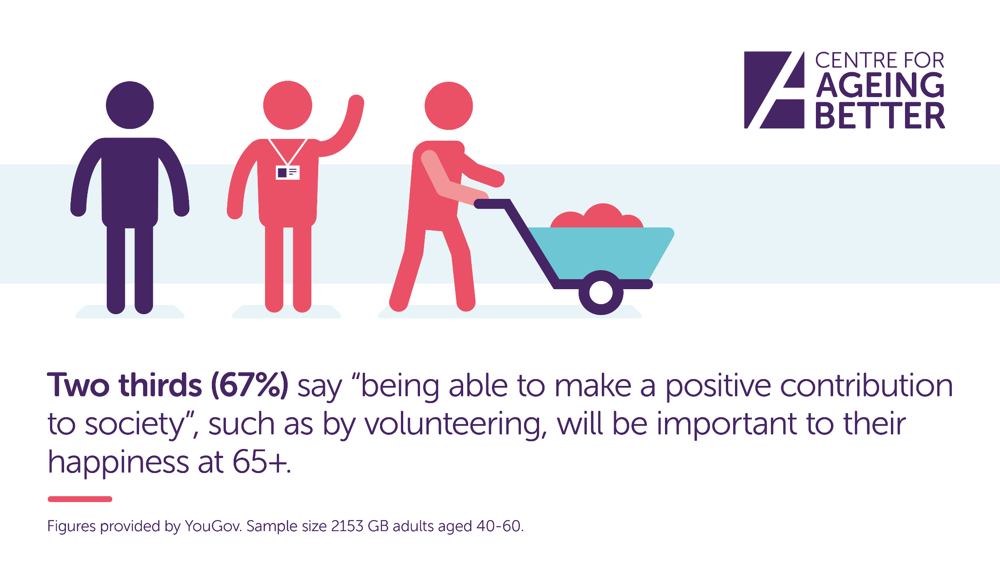 CENTRE FOR
AGEING
BETTER
Two thirds (67%) say “being able to make a positive contribution
to society”, such as by volunteering, will be important to their
happiness at 65+.
Figures provided by YouGov. Sample size 2153 GB adults aged 40-60.